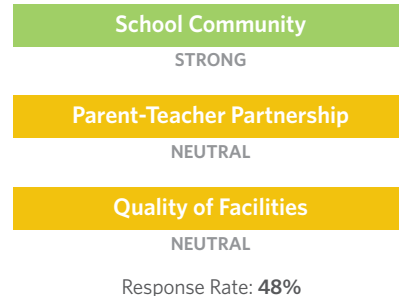 School Community
STRONG
Parent-Teacher Partnership
NEUTRAL
Quality of Facilities
NEUTRAL
Response Rate: 48%